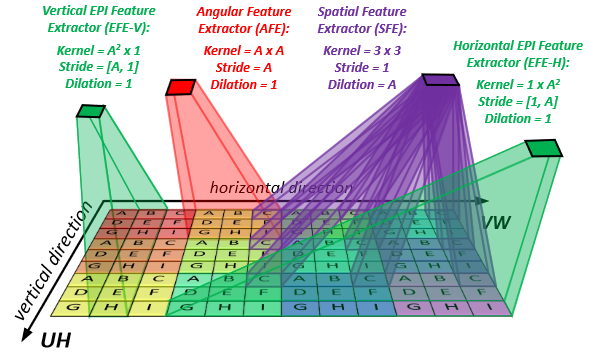 Vertical EPI Feature
Extractor (EFE-V):
Kernel = A² x 1
Stride = [A, 1]
Dilation = 1
Angular Feature
Extractor (AFE):
Kernel = A x A
Stride = A
Dilation = 1
Spatial Feature
Extractor (SFE):
Kernel = 3 x 3
Stride = 1
Dilation = A
Horizontal EPI Feature
Extractor (EFE-H):
Kernel = 1 x A²
Stride = [1, A]
Dilation = 1
horizontal direction
VW
vertical direction
UH
A B C A B C
D E F D E F
G H I G H I
A B C A B C A B C A B C
D E F D E F D E F D E F
G H I G H I G H I G H I
A B C A B C A B C A B C
D E F D E F D E F D E F
G H I G H I G H I G H I